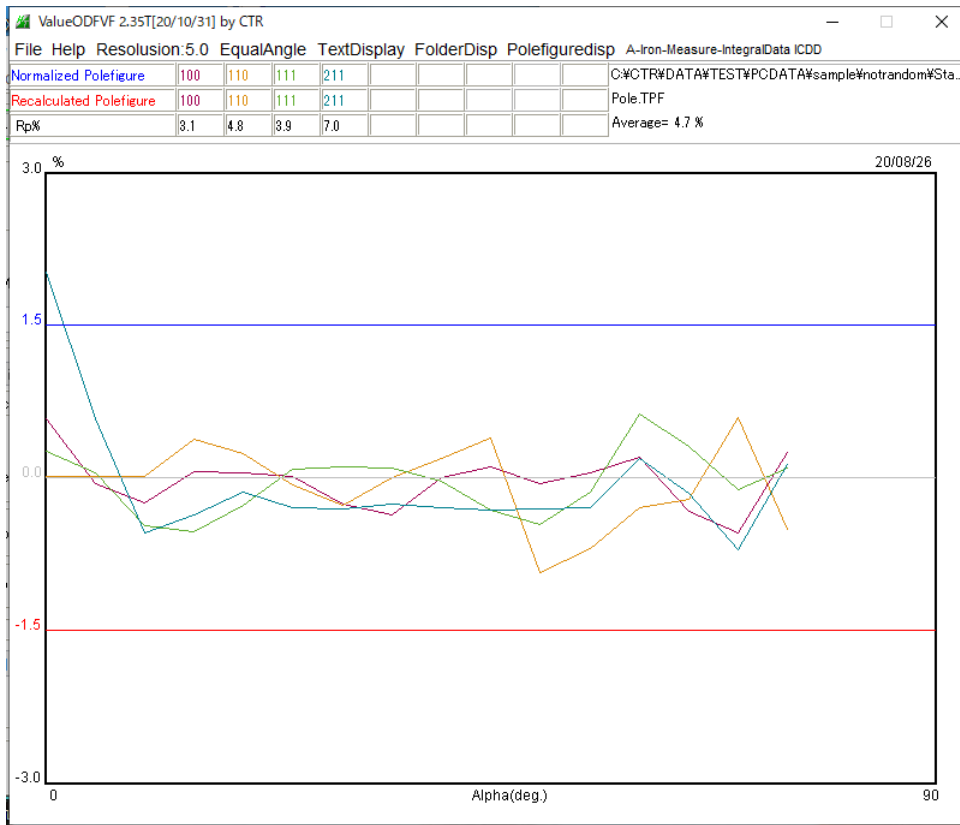 ValueODFVF 2.35T[20/10/31] by CTR
File Help Resolusion:5.0 EqualAngle TextDisplay FolderDisp Polefiguredisp A-Iron-Measure-IntegralData ICDD
Normalized Polefigure 100 110 111 211 C:¥CTR¥DATA¥TEST¥PCDATA¥sample¥notrandom¥Sta...
Recalculated Polefigure 100 110 111 211 Pole.TPF
Rp% 3.1 4.8 3.9 7.0 Average= 4.7 %
3.0 % 20/08/26
1.5
0.0
-1.5
-3.0
0 Alpha(deg.) 90